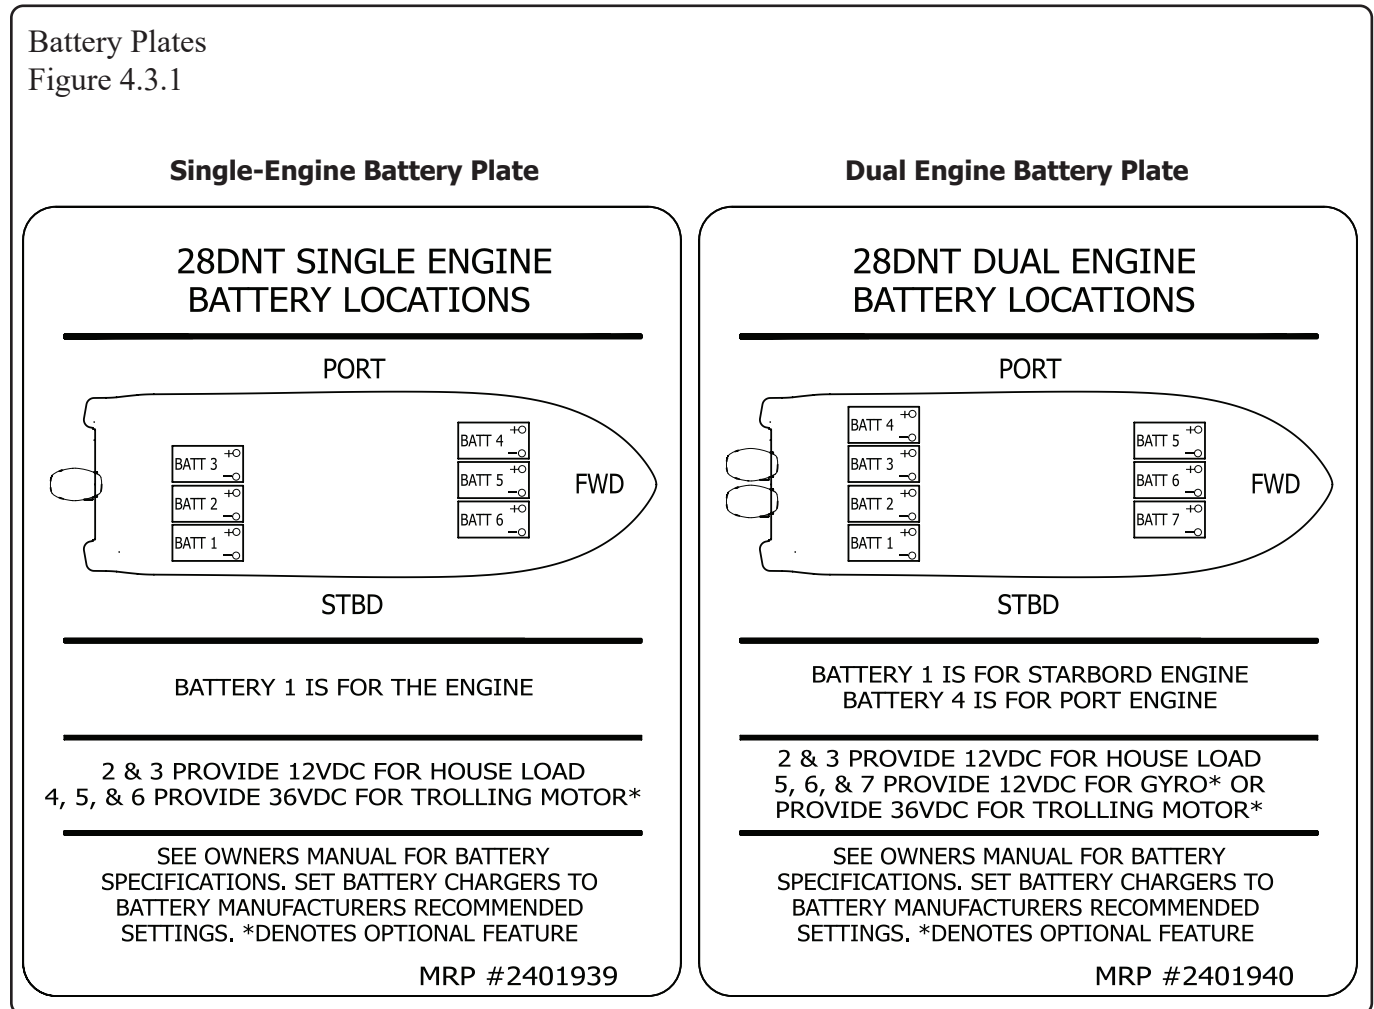 Battery Plates
Figure 4.3.1
Single-Engine Battery Plate
28DNT SINGLE ENGINE
BATTERY LOCATIONS
PORT
BATT 3 +
−
BATT 2 +
−
BATT 1 +
−
BATT 4 +
−
BATT 5 +
−
BATT 6 +
−
FWD
STBD
BATTERY 1 IS FOR THE ENGINE
2 & 3 PROVIDE 12VDC FOR HOUSE LOAD
4, 5, & 6 PROVIDE 36VDC FOR TROLLING MOTOR*
SEE OWNERS MANUAL FOR BATTERY
SPECIFICATIONS. SET BATTERY CHARGERS TO
BATTERY MANUFACTURERS RECOMMENDED
SETTINGS. *DENOTES OPTIONAL FEATURE
MRP #2401939
Dual Engine Battery Plate
28DNT DUAL ENGINE
BATTERY LOCATIONS
PORT
BATT 4 +
−
BATT 3 +
−
BATT 2 +
−
BATT 1 +
−
BATT 5 +
−
BATT 6 +
−
BATT 7 +
−
FWD
STBD
BATTERY 1 IS FOR STARBORD ENGINE
BATTERY 4 IS FOR PORT ENGINE
2 & 3 PROVIDE 12VDC FOR HOUSE LOAD
5, 6, & 7 PROVIDE 12VDC FOR GYRO* OR
PROVIDE 36VDC FOR TROLLING MOTOR*
SEE OWNERS MANUAL FOR BATTERY
SPECIFICATIONS. SET BATTERY CHARGERS TO
BATTERY MANUFACTURERS RECOMMENDED
SETTINGS. *DENOTES OPTIONAL FEATURE
MRP #2401940